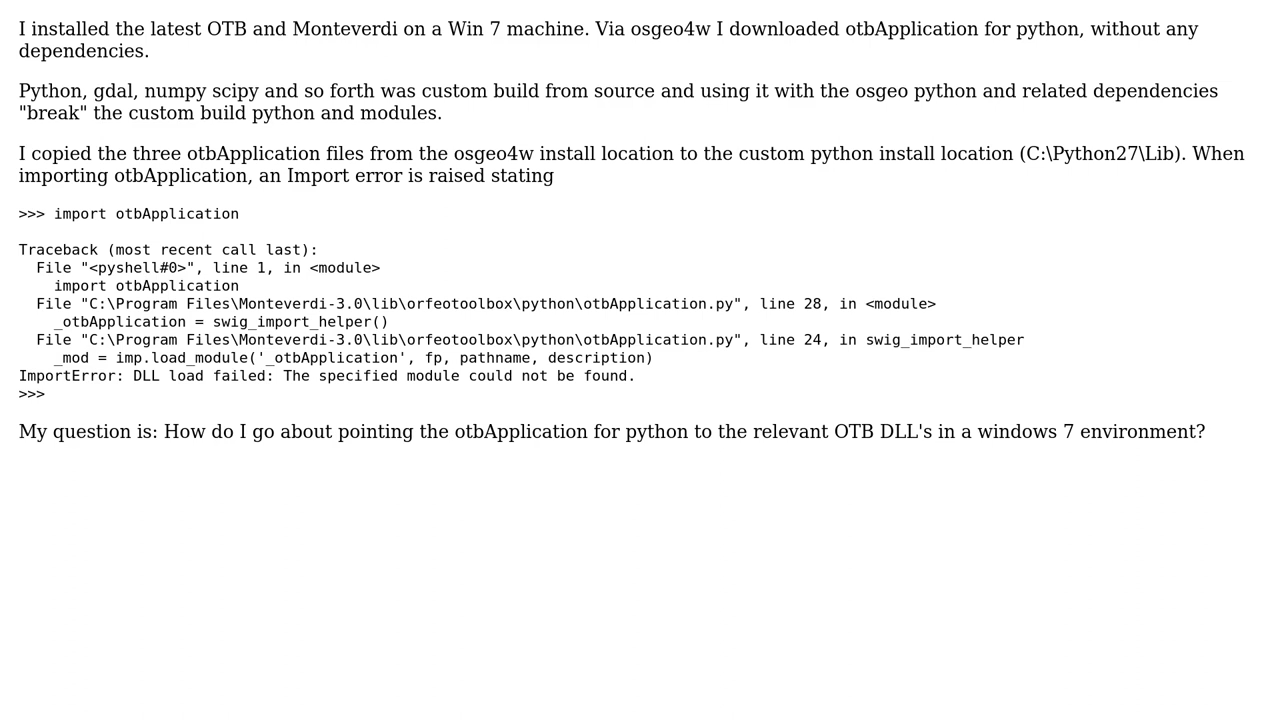 I installed the latest OTB and Monteverdi on a Win 7 machine. Via osgeo4w I downloaded otbApplication for python, without any
dependencies.
Python, gdal, numpy scipy and so forth was custom build from source and using it with the osgeo python and related dependencies
"break" the custom build python and modules.
I copied the three otbApplication files from the osgeo4w install location to the custom python install location (C:\Python27\Lib). When
importing otbApplication, an Import error is raised stating
>>> import otbApplication
Traceback (most recent call last):
  File "<pyshell#0>", line 1, in <module>
    import otbApplication
  File "C:\Program Files\Monteverdi-3.0\lib\orfeotoolbox\python\otbApplication.py", line 28, in <module>
    _otbApplication = swig_import_helper()
  File "C:\Program Files\Monteverdi-3.0\lib\orfeotoolbox\python\otbApplication.py", line 24, in swig_import_helper
    _mod = imp.load_module('_otbApplication', fp, pathname, description)
ImportError: DLL load failed: The specified module could not be found.
>>>
My question is: How do I go about pointing the otbApplication for python to the relevant OTB DLL's in a windows 7 environment?